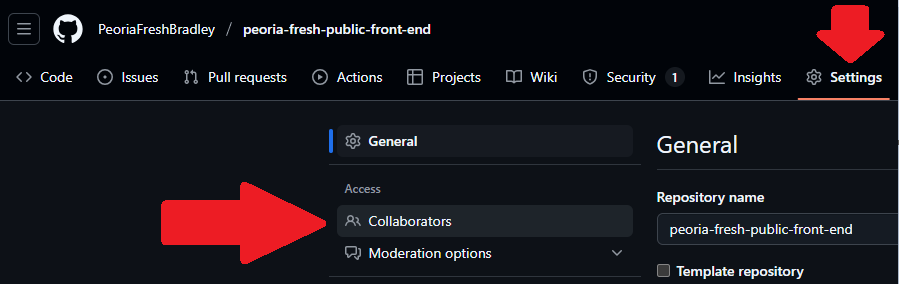 PeoriaFreshBradley / peoria-fresh-public-front-end
Code Issues Pull requests Actions Projects Wiki Security 1 Insights Settings
General
General
Access
Repository name
Collaborators
peoria-fresh-public-front-end
Moderation options
Template repository